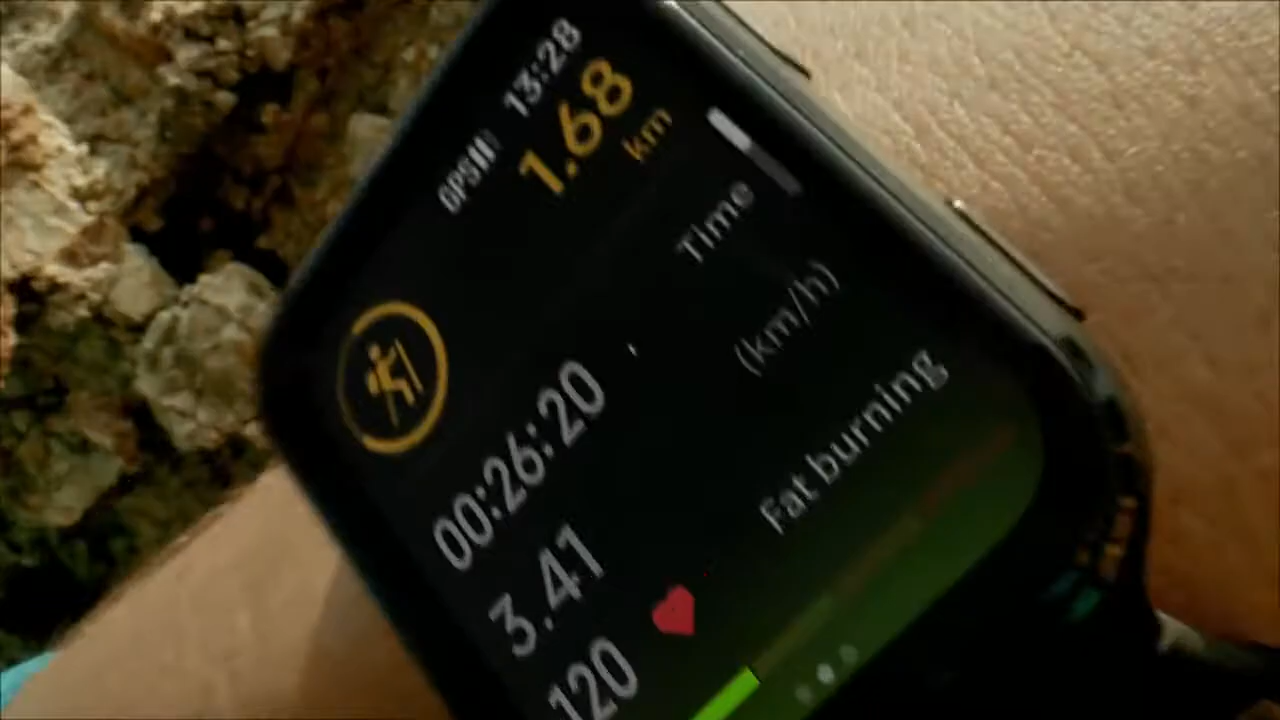 GPS 13:28
1.68 km
00:26:20 Time
3.41 (km/h)
120 Fat burning